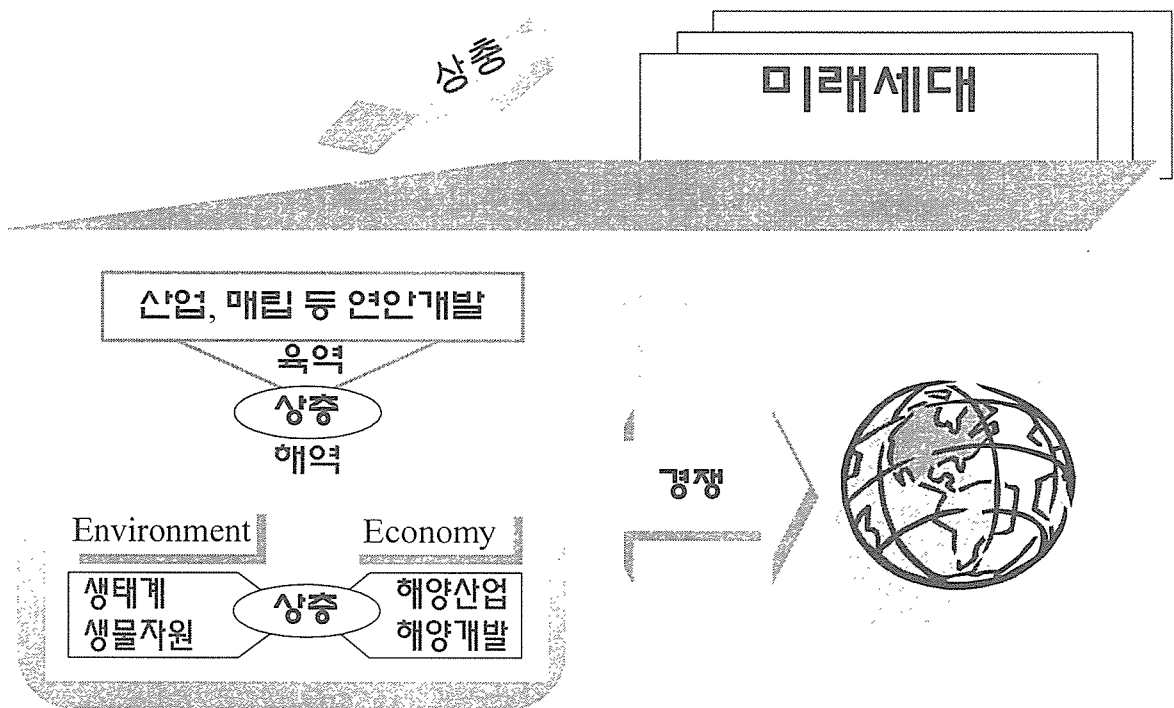 상충
미래세대
산업, 매립 등 연안개발
육역
상충
해역
경쟁
Environment
Economy
생태계
생물자원
상충
해양산업
해양개발